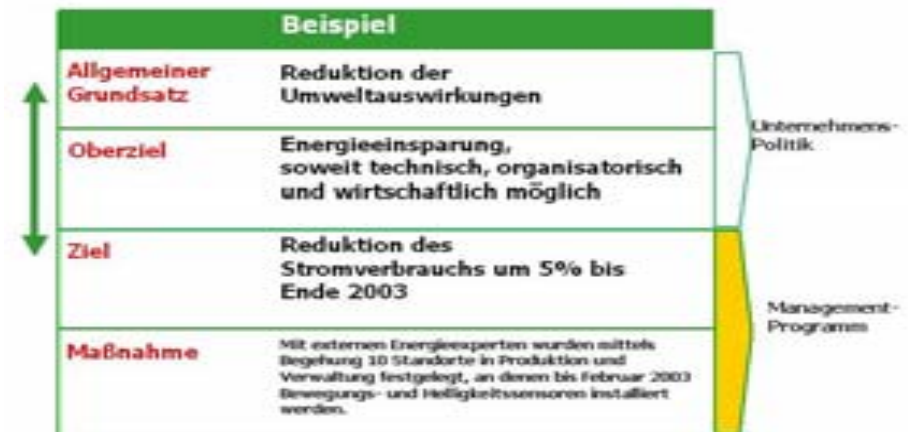 Beispiel
Allgemeiner
Grundsatz
Reduktion der
Umweltauswirkungen
Oberziel
Energieeinsparung,
soweit technisch, organisatorisch
und wirtschaftlich möglich
Unternehmens-
Politik
Ziel
Reduktion des
Stromverbrauchs um 5% bis
Ende 2003
Management-
Programm
Maßnahme
Mit externen Energieexperten wurden mittels
Begehung 10 Standorte in Produktion und
Verwaltung festgelegt, an denen bis Februar 2003
Bewegungs- und Helligkeitssensoren installiert
werden.